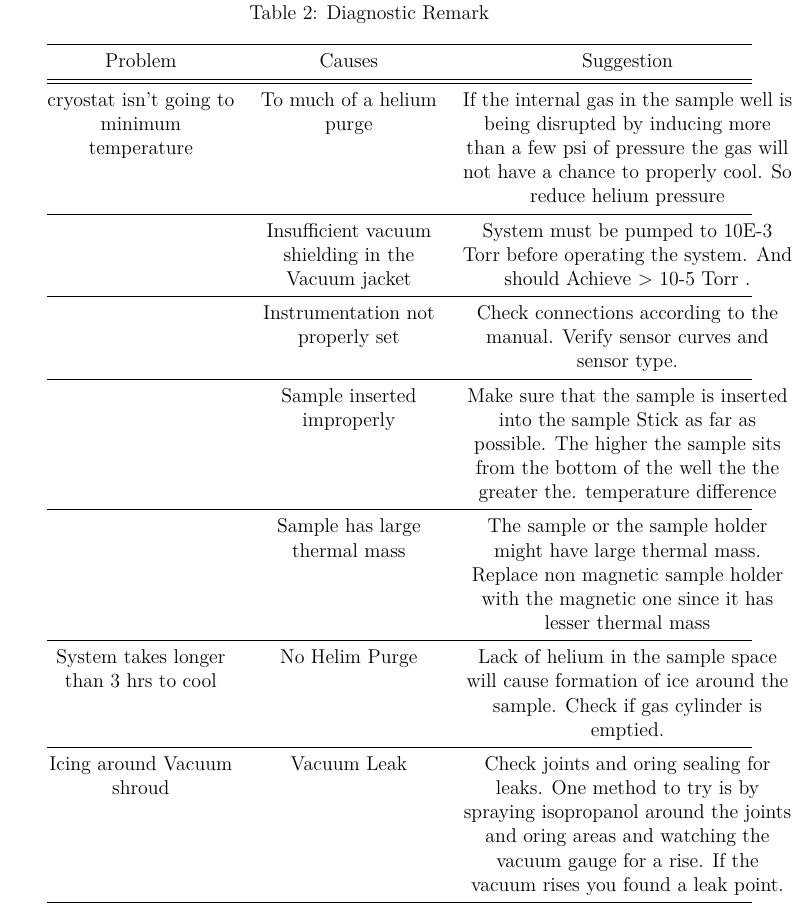 Table 2: Diagnostic Remark
Problem Causes Suggestion
cryostat isn't going to
minimum
temperature
To much of a helium
purge
If the internal gas in the sample well is
being disrupted by inducing more
than a few psi of pressure the gas will
not have a chance to properly cool. So
reduce helium pressure
Insufficient vacuum
shielding in the
Vacuum jacket
System must be pumped to 10E-3
Torr before operating the system. And
should Achieve > 10-5 Torr .
Instrumentation not
properly set
Check connections according to the
manual. Verify sensor curves and
sensor type.
Sample inserted
improperly
Make sure that the sample is inserted
into the sample Stick as far as
possible. The higher the sample sits
from the bottom of the well the the
greater the. temperature difference
Sample has large
thermal mass
The sample or the sample holder
might have large thermal mass.
Replace non magnetic sample holder
with the magnetic one since it has
lesser thermal mass
System takes longer
than 3 hrs to cool
No Helim Purge
Lack of helium in the sample space
will cause formation of ice around the
sample. Check if gas cylinder is
emptied.
Icing around Vacuum
shroud
Vacuum Leak
Check joints and oring sealing for
leaks. One method to try is by
spraying isopropanol around the joints
and oring areas and watching the
vacuum gauge for a rise. If the
vacuum rises you found a leak point.